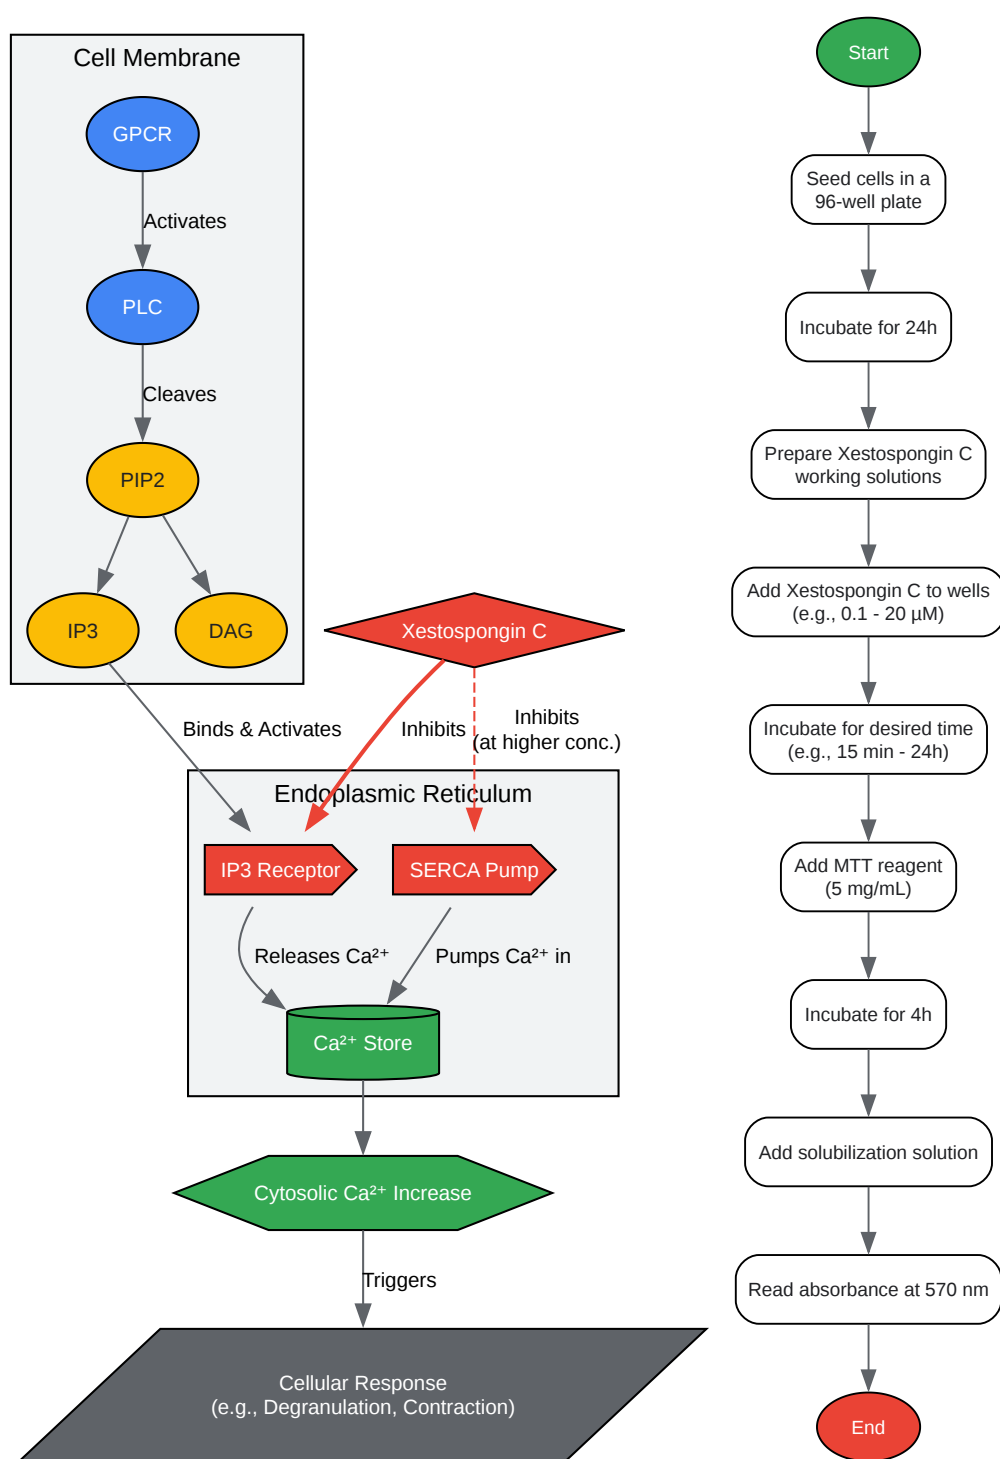 Cell Membrane
GPCR
Activates
PLC
Cleaves
PIP2
IP3
DAG
Xestospongin C
Binds & Activates
Inhibits
Inhibits
(at higher conc.)
Endoplasmic Reticulum
IP3 Receptor
SERCA Pump
Releases Ca²⁺
Pumps Ca²⁺ in
Ca²⁺ Store
Cytosolic Ca²⁺ Increase
Triggers
Cellular Response
(e.g., Degranulation, Contraction)
Start
Seed cells in a
96-well plate
Incubate for 24h
Prepare Xestospongin C
working solutions
Add Xestospongin C to wells
(e.g., 0.1 - 20 µM)
Incubate for desired time
(e.g., 15 min - 24h)
Add MTT reagent
(5 mg/mL)
Incubate for 4h
Add solubilization solution
Read absorbance at 570 nm
End